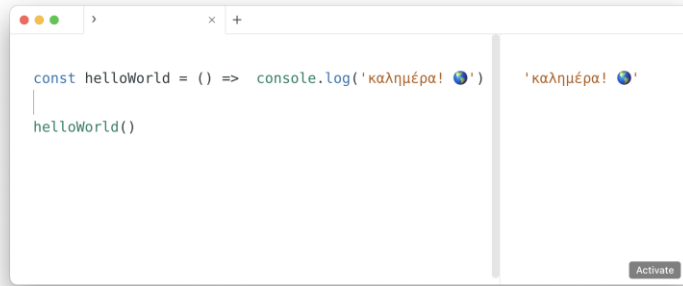 const helloWorld = () =>  console.log('καλημέρα! 🌏')
helloWorld()
'καλημέρα! 🌏'
Activate